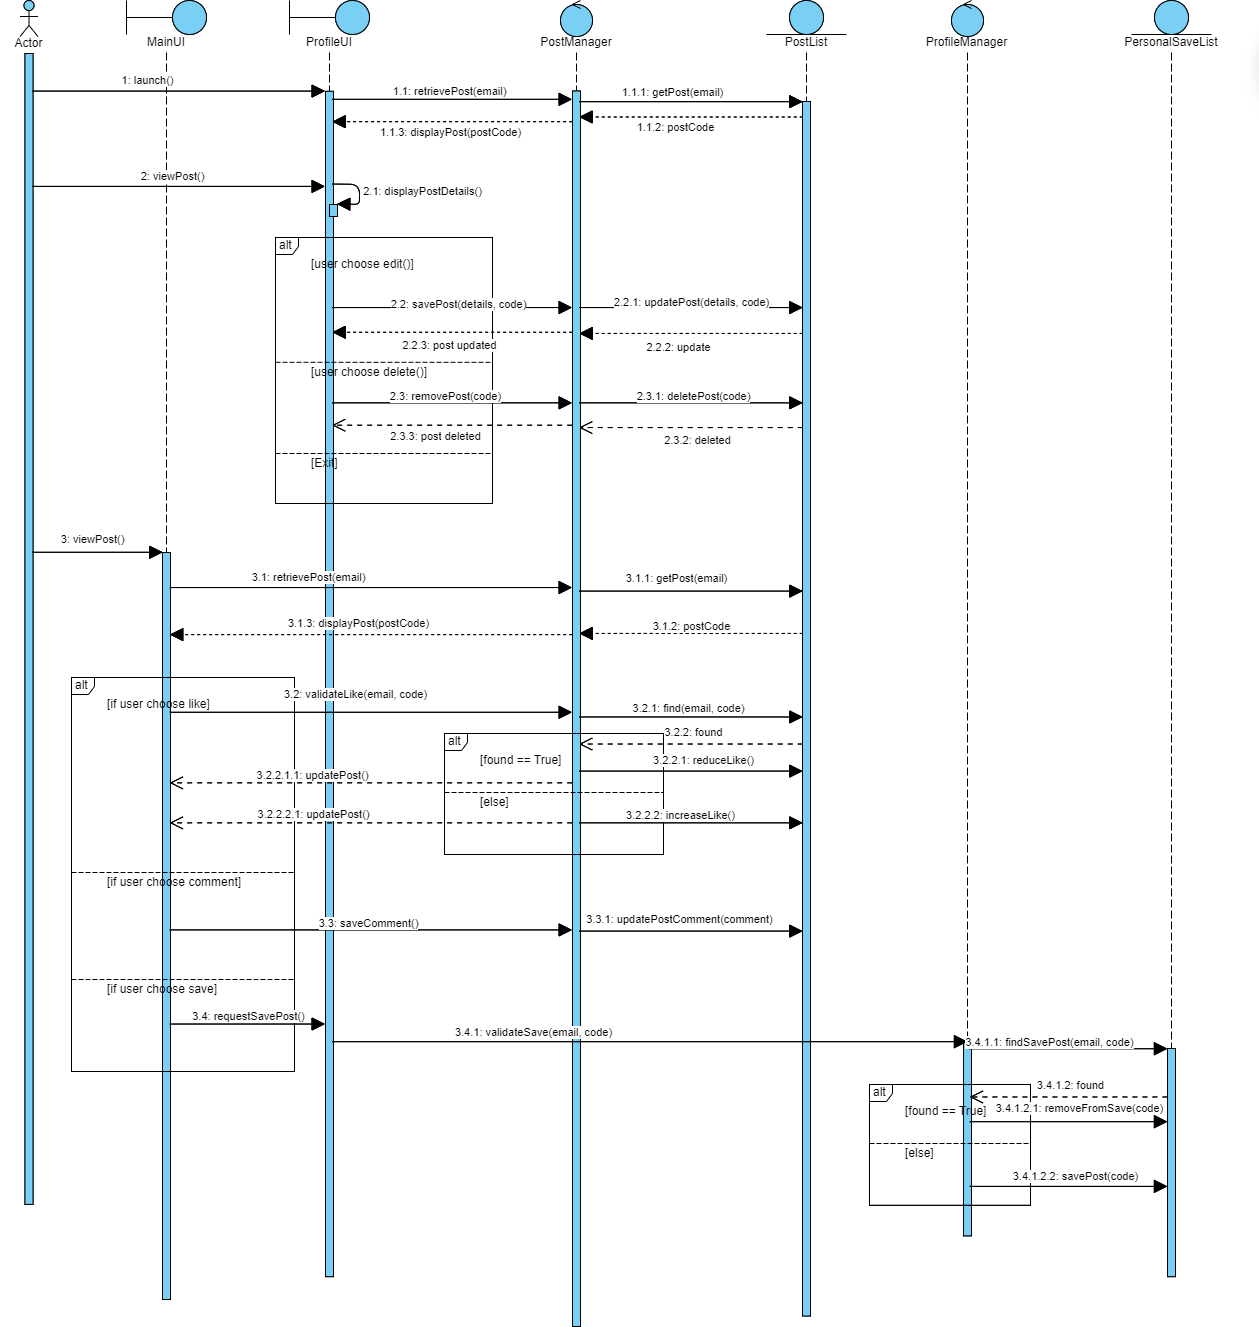 Actor
MainUI
ProfileUI
PostManager
PostList
ProfileManager
PersonalSaveList
1: launch()
1.1: retrievePost(email)
1.1.1: getPost(email)
1.1.3: displayPost(postCode)
1.1.2: postCode
2: viewPost()
2.1: displayPostDetails()
alt
[user choose edit()]
2.2: savePost(details, code)
2.2.1: updatePost(details, code)
2.2.3: post updated
2.2.2: update
[user choose delete()]
2.3: removePost(code)
2.3.1: deletePost(code)
2.3.3: post deleted
2.3.2: deleted
[Exit]
3: viewPost()
3.1: retrievePost(email)
3.1.1: getPost(email)
3.1.3: displayPost(postCode)
3.1.2: postCode
alt
[if user choose like]
3.2: validateLike(email, code)
3.2.1: find(email, code)
3.2.2: found
alt
[found == True]
3.2.2.1: reduceLike()
3.2.2.1.1: updatePost()
[else]
3.2.2.2.1: updatePost()
3.2.2.2: increaseLike()
[if user choose comment]
3.3: saveComment()
3.3.1: updatePostComment(comment)
[if user choose save]
3.4: requestSavePost()
3.4.1: validateSave(email, code)
3.4.1.1: findSavePost(email, code)
3.4.1.2: found
alt
[found == True]
3.4.1.2.1: removeFromSave(code)
[else]
3.4.1.2.2: savePost(code)